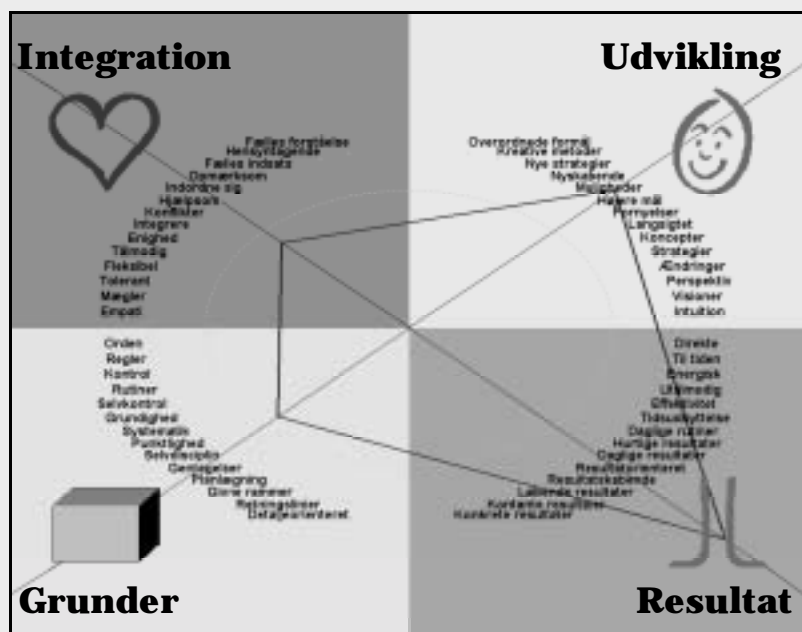 Integration
Fælles forståelse
Hensyntagende
Fælles indsats
Opmærksom
Indordne sig
Hjælpsom
Konflikter
Integrere
Enighed
Tålmodig
Fleksibel
Tolerant
Mægler
Empati
Udvikling
Overordnede formål
Kreative metoder
Nye strategier
Nyskabende
Muligheder
Højere mål
Fornyelser
Langsigtet
Koncepter
Strategier
Ændringer
Perspektiv
Visioner
Intuition
Orden
Regler
Kontrol
Rutiner
Selvkontrol
Grundighed
Systematik
Punktlighed
Selvdisciplin
Gentagelser
Planlægning
Givne rammer
Retningslinier
Detaljeorienteret
Grunder
Direkte
Til tiden
Energisk
Utålmodig
Effektivitet
Tidsudnyttelse
Daglige rutiner
Hurtige resultater
Daglige resultater
Resultatorienteret
Resultatskabende
Løbende resultater
Kontante resultater
Konkrete resultater
Resultat